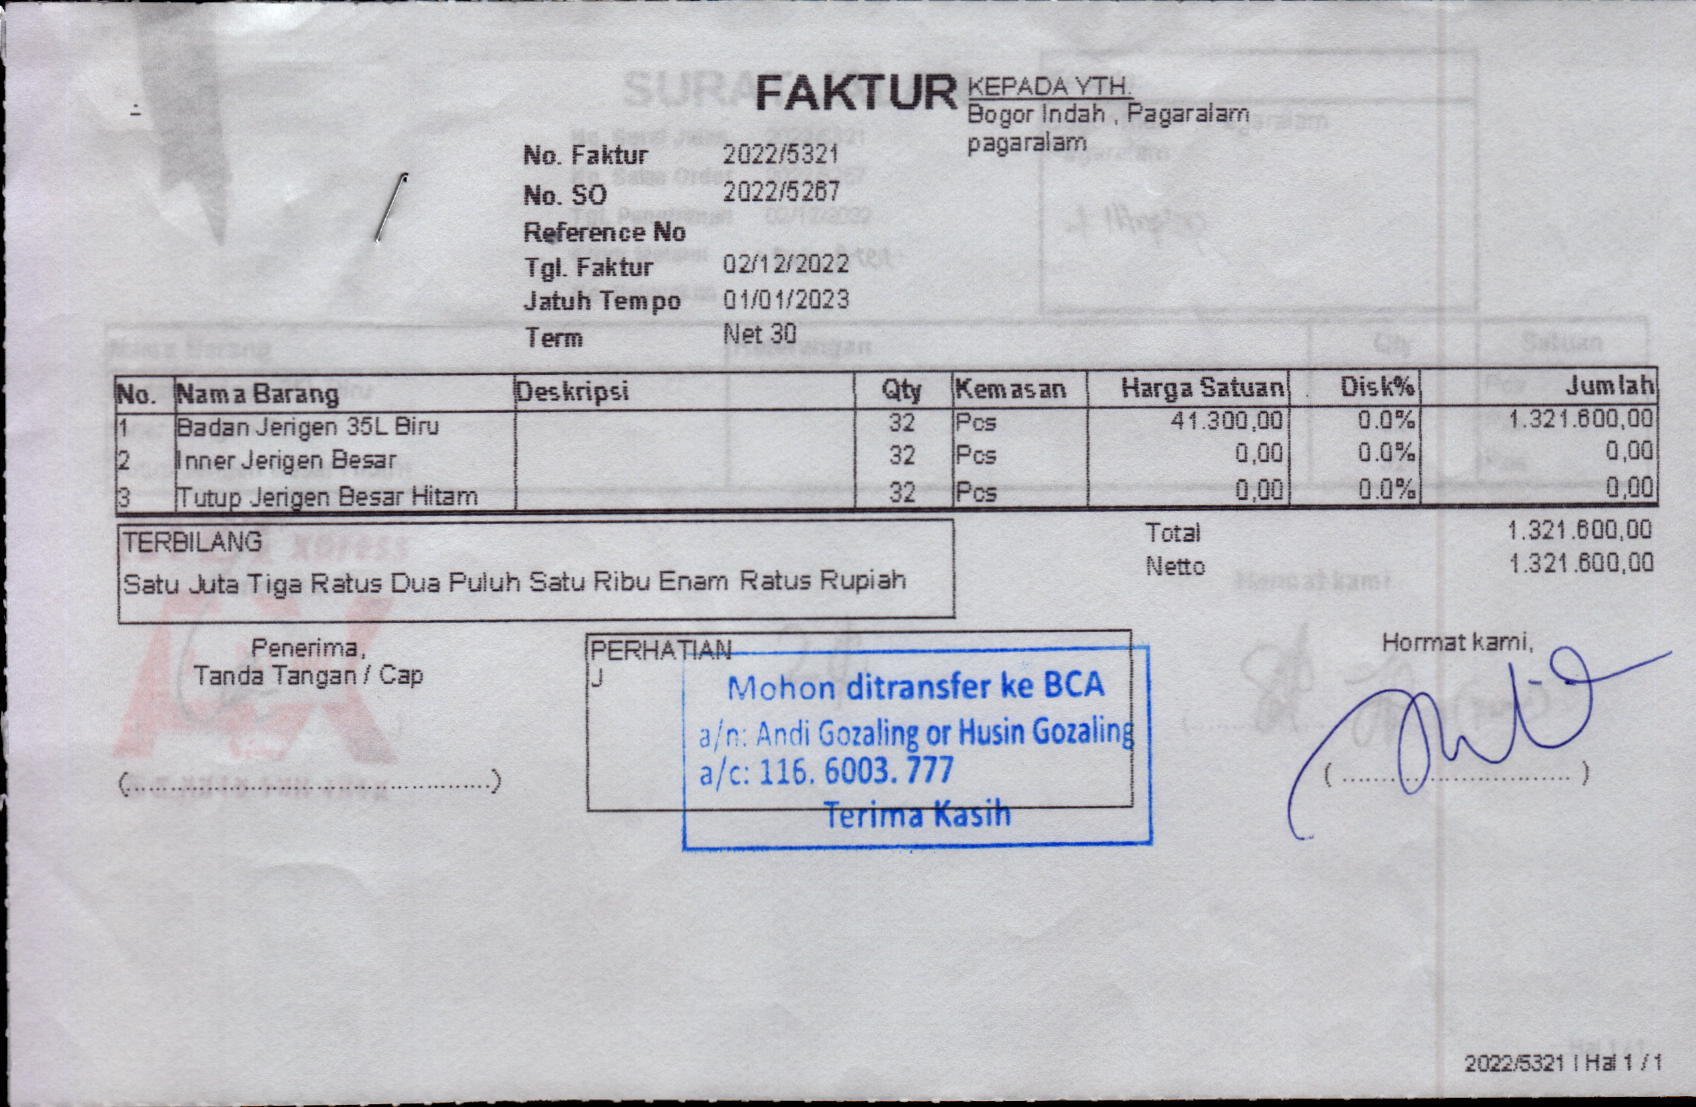 FAKTUR
KEPADA YTH.
Bogor Indah , Pagaralam
pagaralam
No. Faktur 2022/5321
No. SO 2022/5267
Reference No
Tgl. Faktur 02/12/2022
Jatuh Tempo 01/01/2023
Term Net 30
No. Nama Barang Deskripsi Qty Kemasan Harga Satuan Disk% Jumlah
1 Badan Jerigen 35L Biru 32 Pcs 41.300,00 0.0% 1.321.600,00
2 Inner Jerigen Besar 32 Pcs 0,00 0.0% 0,00
3 Tutup Jerigen Besar Hitam 32 Pcs 0,00 0.0% 0,00
TERBILANG
Satu Juta Tiga Ratus Dua Puluh Satu Ribu Enam Ratus Rupiah
Total 1.321.600,00
Netto 1.321.600,00
Penerima,
Tanda Tangan / Cap
(..............................................)
PERHATIAN
J
Mohon ditransfer ke BCA
a/n: Andi Gozaling or Husin Gozaling
a/c: 116. 6003. 777
Terima Kasih
Hormat kami,
( ................................ )
2022/5321 | Hal 1 / 1